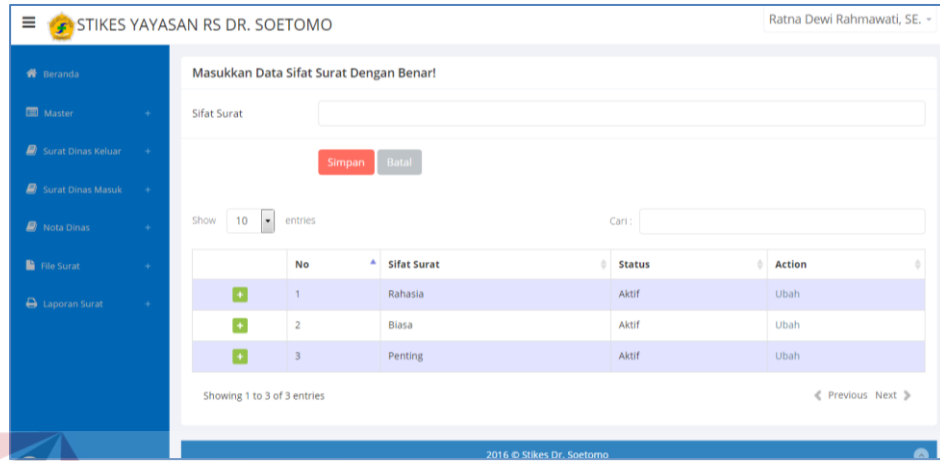 STIKES YAYASAN RS DR. SOETOMO
Ratna Dewi Rahmawati, SE.
Beranda
Master +
Surat Dinas Keluar +
Surat Dinas Masuk +
Nota Dinas +
File Surat +
Laporan Surat +
Masukkan Data Sifat Surat Dengan Benar!
Sifat Surat
Simpan Batal
Show 10 entries Cari :
No Sifat Surat Status Action
1 Rahasia Aktif Ubah
2 Biasa Aktif Ubah
3 Penting Aktif Ubah
Showing 1 to 3 of 3 entries Previous Next
2016 © Stikes Dr. Soetomo